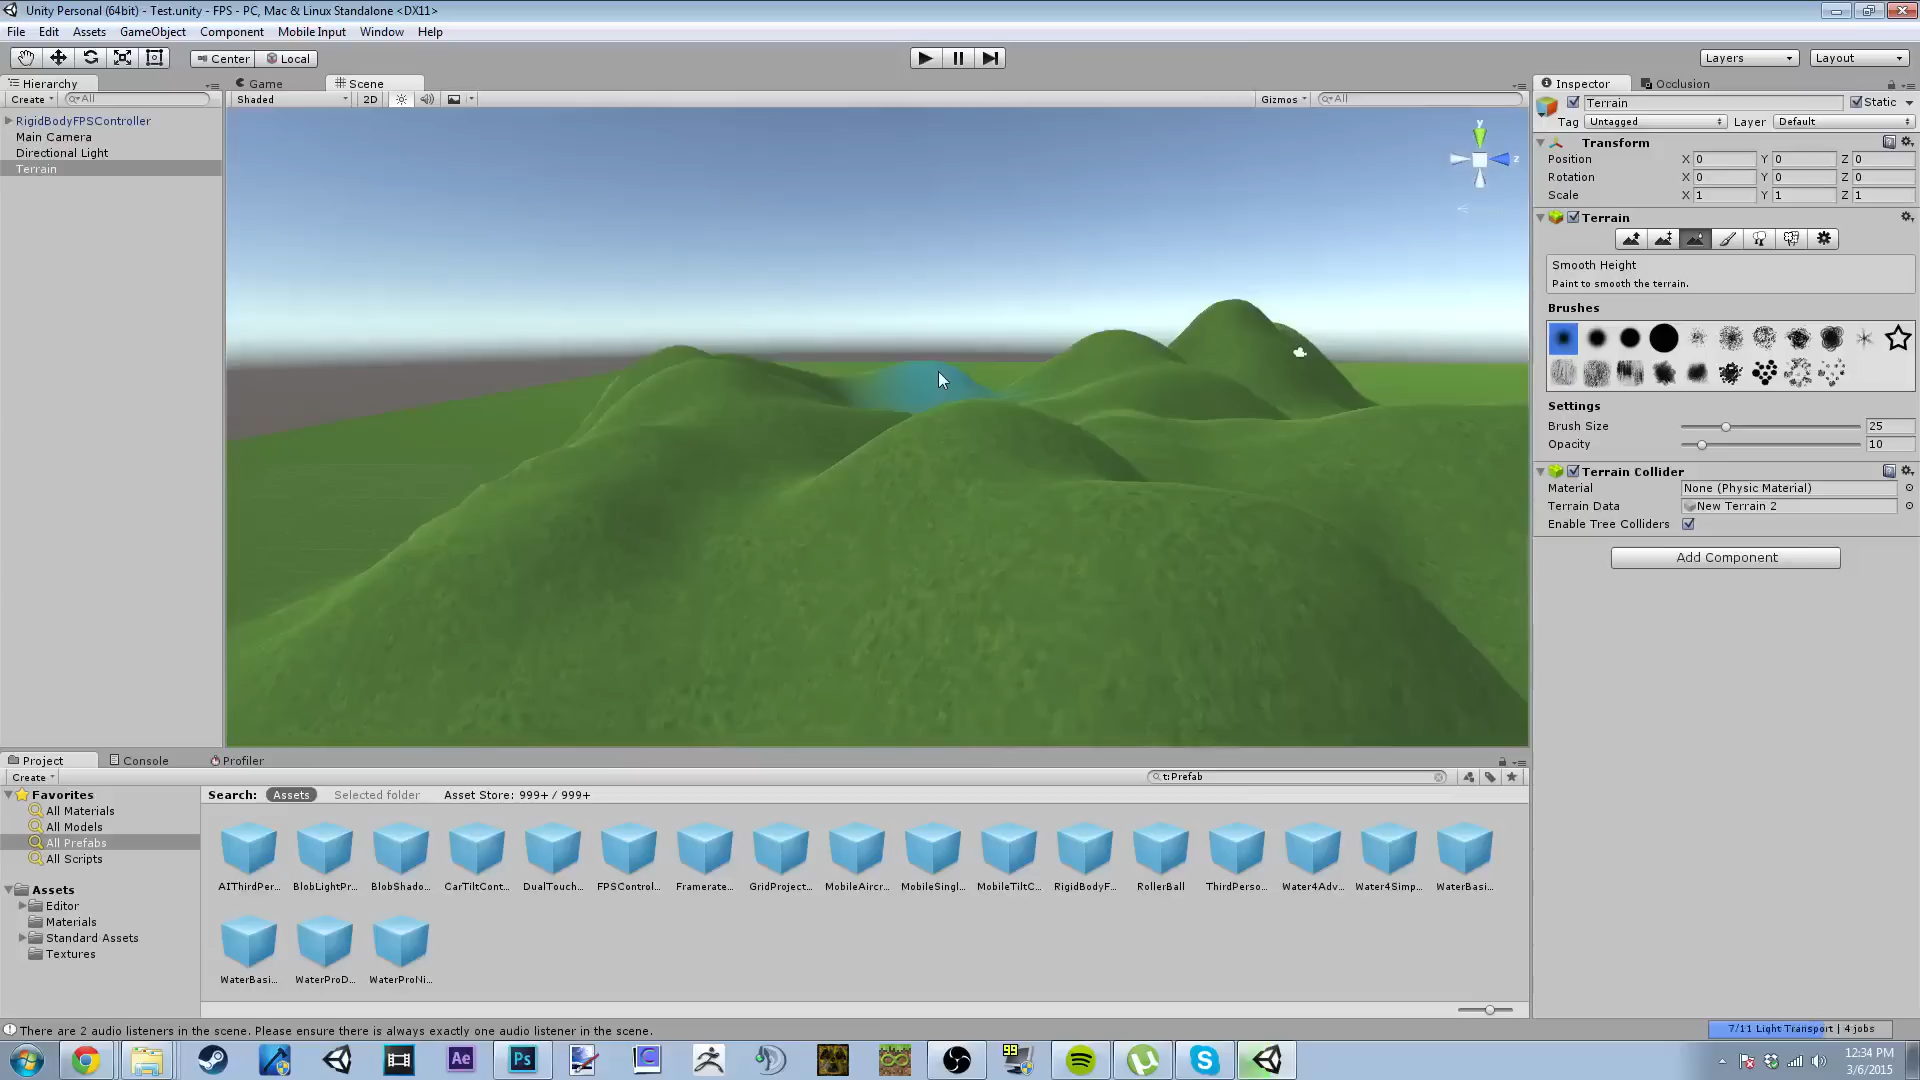 Unity Personal (64bit) - Test.unity - FPS - PC, Mac & Linux Standalone <DX11>
File Edit Assets GameObject Component Mobile Input Window Help
Center Local Layers Layout
Hierarchy
Create All
RigidBodyFPSController
Main Camera
Directional Light
Terrain
Game Scene
Shaded 2D Gizmos All
y
z
Inspector Occlusion
Terrain Static
Tag Untagged Layer Default
Transform
Position X 0 Y 0 Z 0
Rotation X 0 Y 0 Z 0
Scale X 1 Y 1 Z 1
Terrain
Smooth Height
Paint to smooth the terrain.
Brushes
Settings
Brush Size 25
Opacity 10
Terrain Collider
Material None (Physic Material)
Terrain Data New Terrain 2
Enable Tree Colliders
Add Component
Project Console Profiler
Create t:Prefab
Favorites
All Materials
All Models
All Prefabs
All Scripts
Assets
Editor
Materials
Standard Assets
Textures
Search: Assets Selected folder Asset Store: 999+ / 999+
AIThirdPer... BlobLightPr... BlobShado... CarTiltCont... DualTouch... FPSControl... Framerate... GridProject... MobileAircr... MobileSingl... MobileTiltC... RigidBodyF... RollerBall ThirdPerso... Water4Adv... Water4Simp... WaterBasi...
WaterBasi... WaterProD... WaterProNi...
There are 2 audio listeners in the scene. Please ensure there is always exactly one audio listener in the scene.
7/11 Light Transport | 4 jobs
Ae Ps 99
12:34 PM
3/6/2015